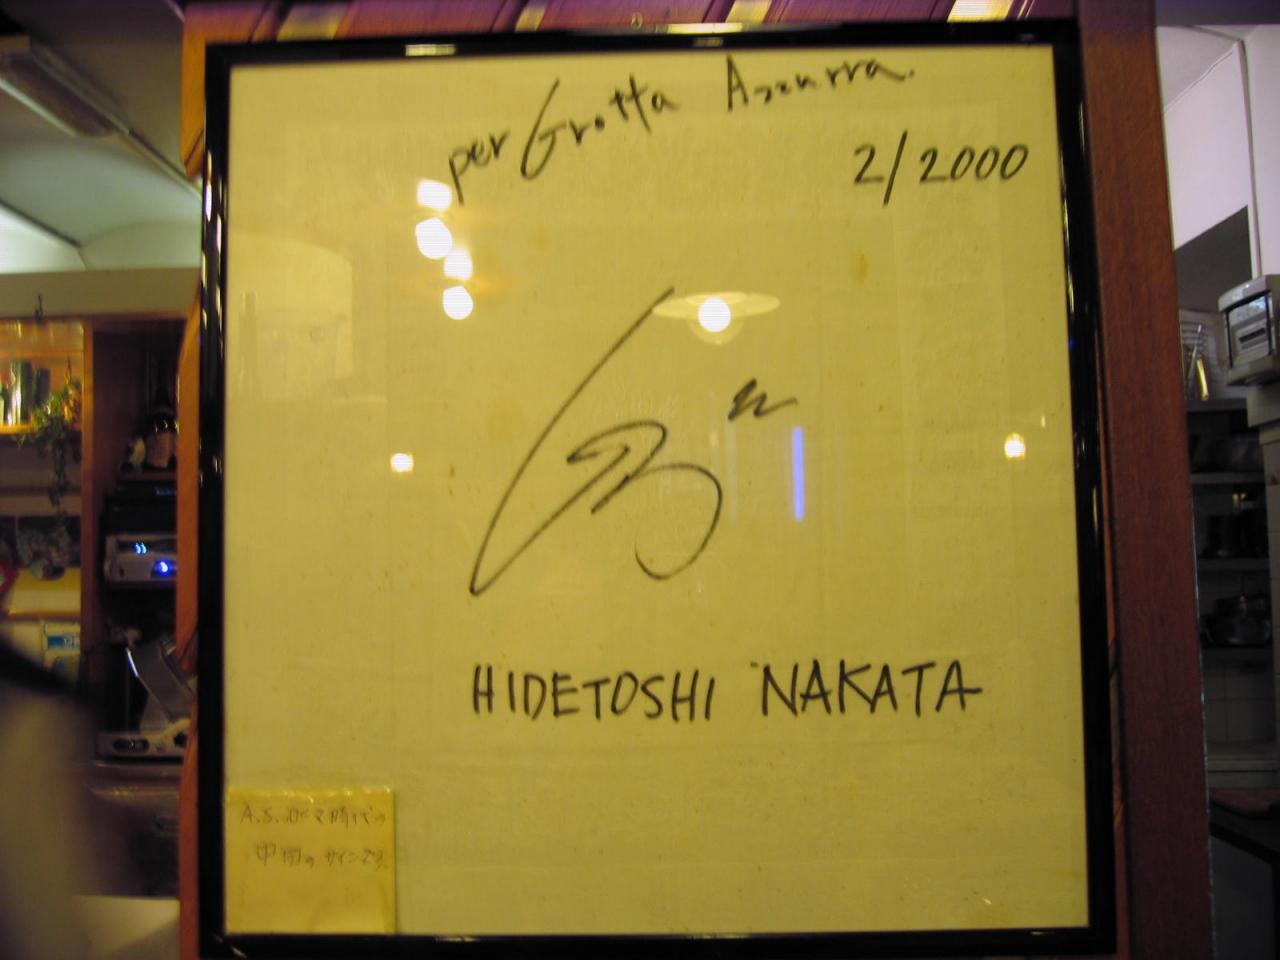 per Grotta Azzurra.
2/2000
HIDETOSHI NAKATA
A.S.ローマ時代の
中田のサインです。